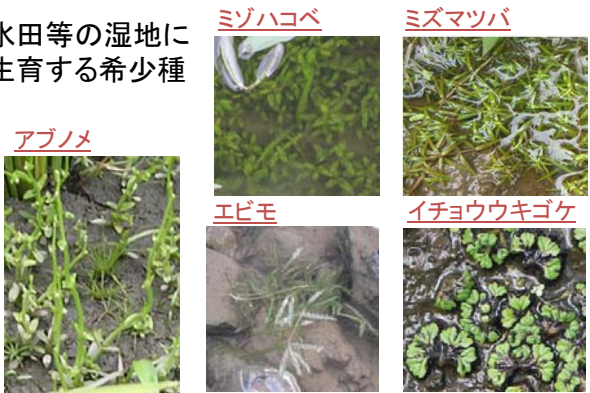 水田等の湿地に
生育する希少種
ミゾハコベ
ミズマツバ
アブノメ
エビモ
イチョウウキゴケ